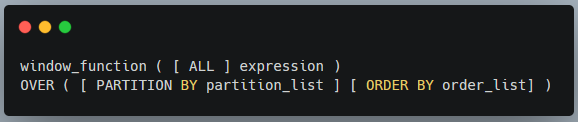 window_function ( [ ALL ] expression )
OVER ( [ PARTITION BY partition_list ] [ ORDER BY order_list] )